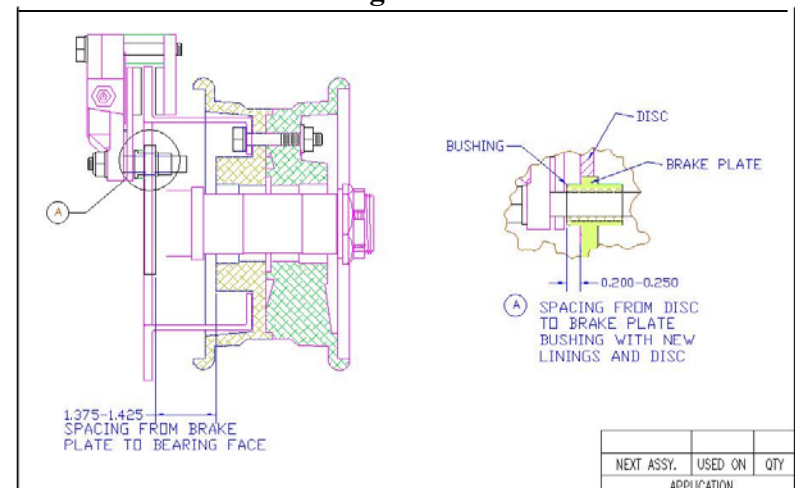 DISC
BUSHING
BRAKE PLATE
A
0.200-0.250
A SPACING FROM DISC
TO BRAKE PLATE
BUSHING WITH NEW
LININGS AND DISC
1.375-1.425
SPACING FROM BRAKE
PLATE TO BEARING FACE
NEXT ASSY. USED ON QTY
APPLICATION